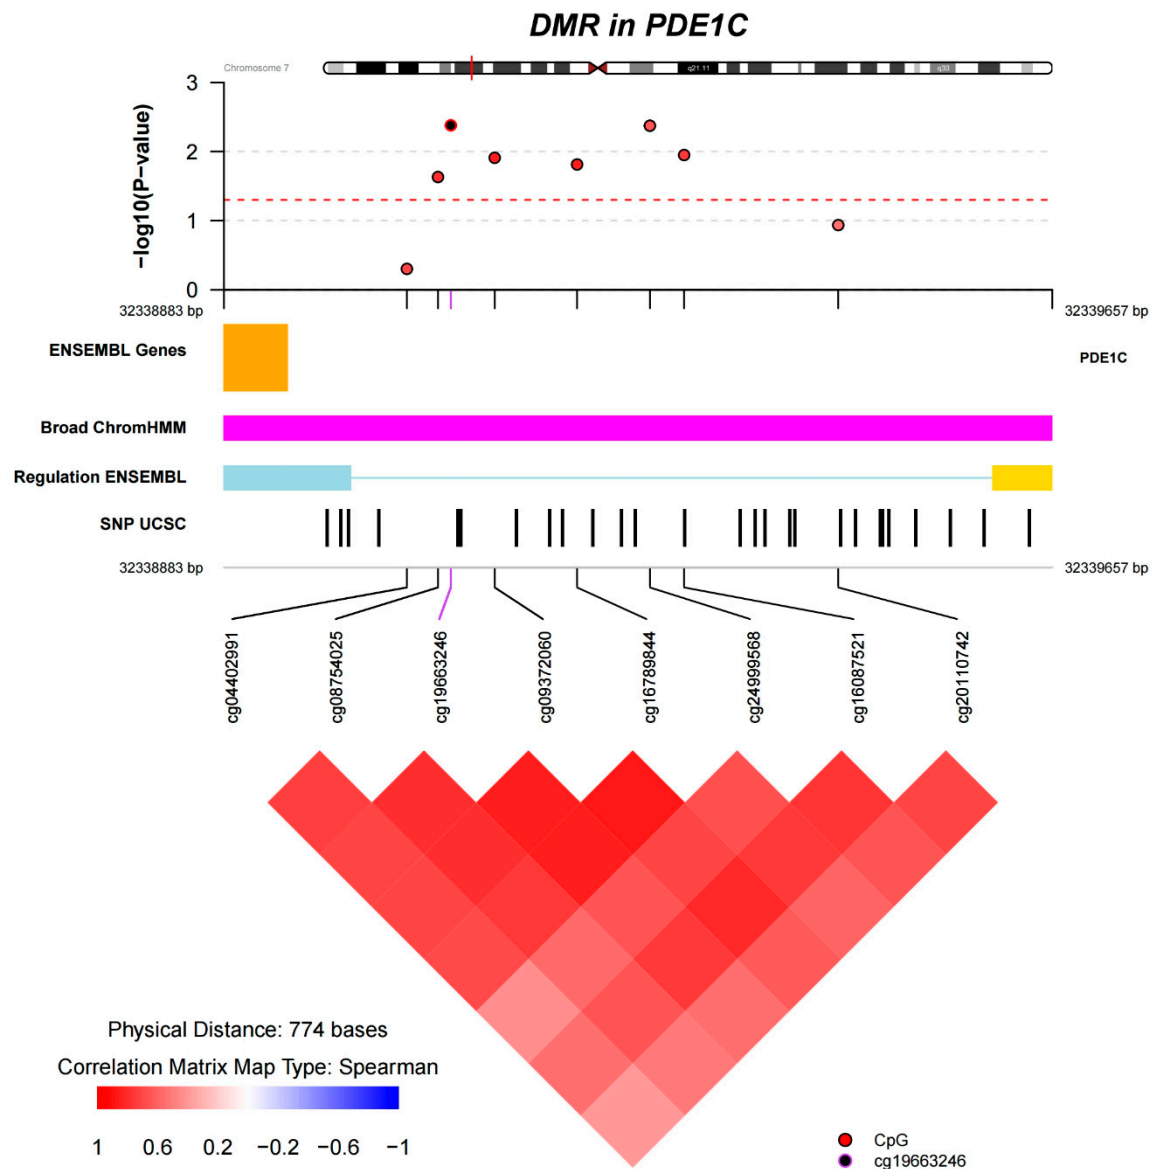 DMR in PDE1C
Chromosome 7
q21.11
q33
−log10(P−value)
3
2
1
0
32338883 bp
32339657 bp
ENSEMBL Genes
PDE1C
Broad ChromHMM
Regulation ENSEMBL
SNP UCSC
32338883 bp
32339657 bp
cg04402991
cg08754025
cg19663246
cg09372060
cg16789844
cg24999568
cg16087521
cg20110742
Physical Distance: 774 bases
Correlation Matrix Map Type: Spearman
1 0.6 0.2 −0.2 −0.6 −1
CpG
cg19663246